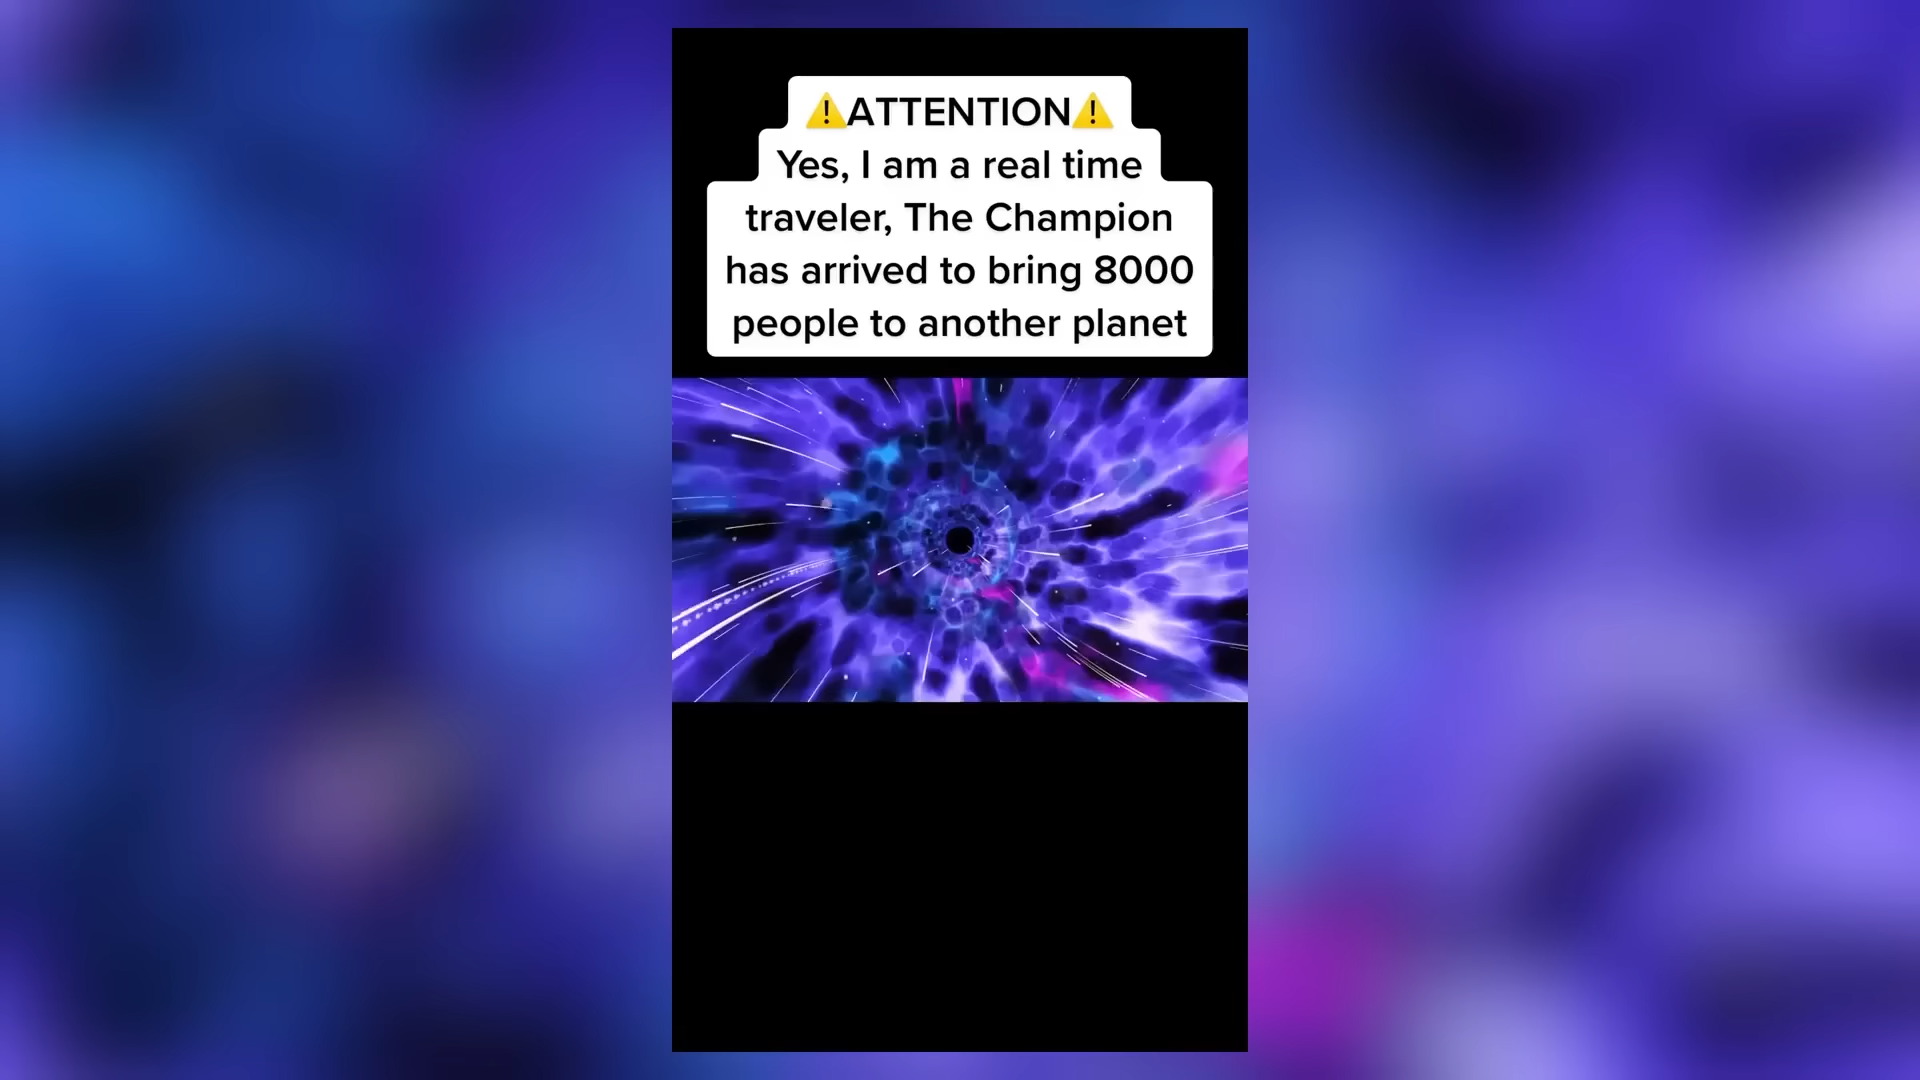 ⚠️ATTENTION⚠️
Yes, I am a real time
traveler, The Champion
has arrived to bring 8000
people to another planet